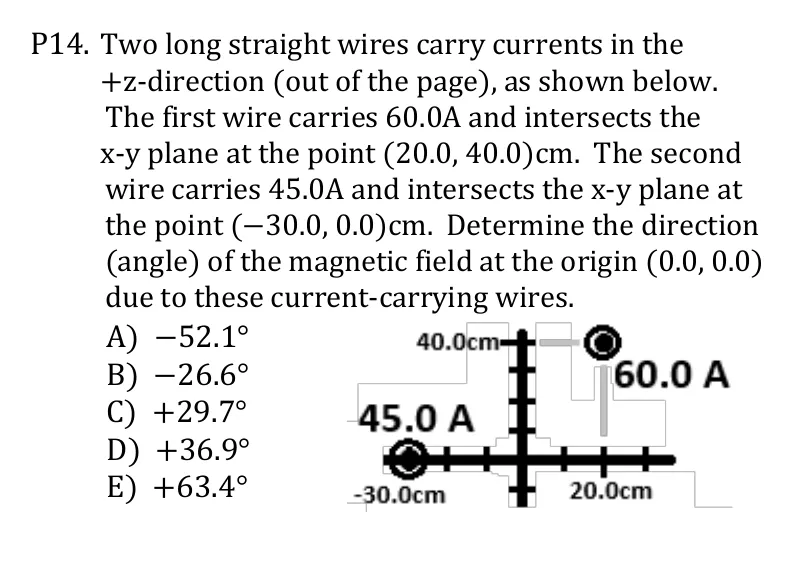 P14. Two long straight wires carry currents in the
+z-direction (out of the page), as shown below.
The first wire carries 60.0A and intersects the
x-y plane at the point (20.0, 40.0)cm. The second
wire carries 45.0A and intersects the x-y plane at
the point (−30.0, 0.0)cm. Determine the direction
(angle) of the magnetic field at the origin (0.0, 0.0)
due to these current-carrying wires.
A) −52.1°
B) −26.6°
C) +29.7°
D) +36.9°
E) +63.4°
40.0cm
60.0 A
45.0 A
-30.0cm
20.0cm